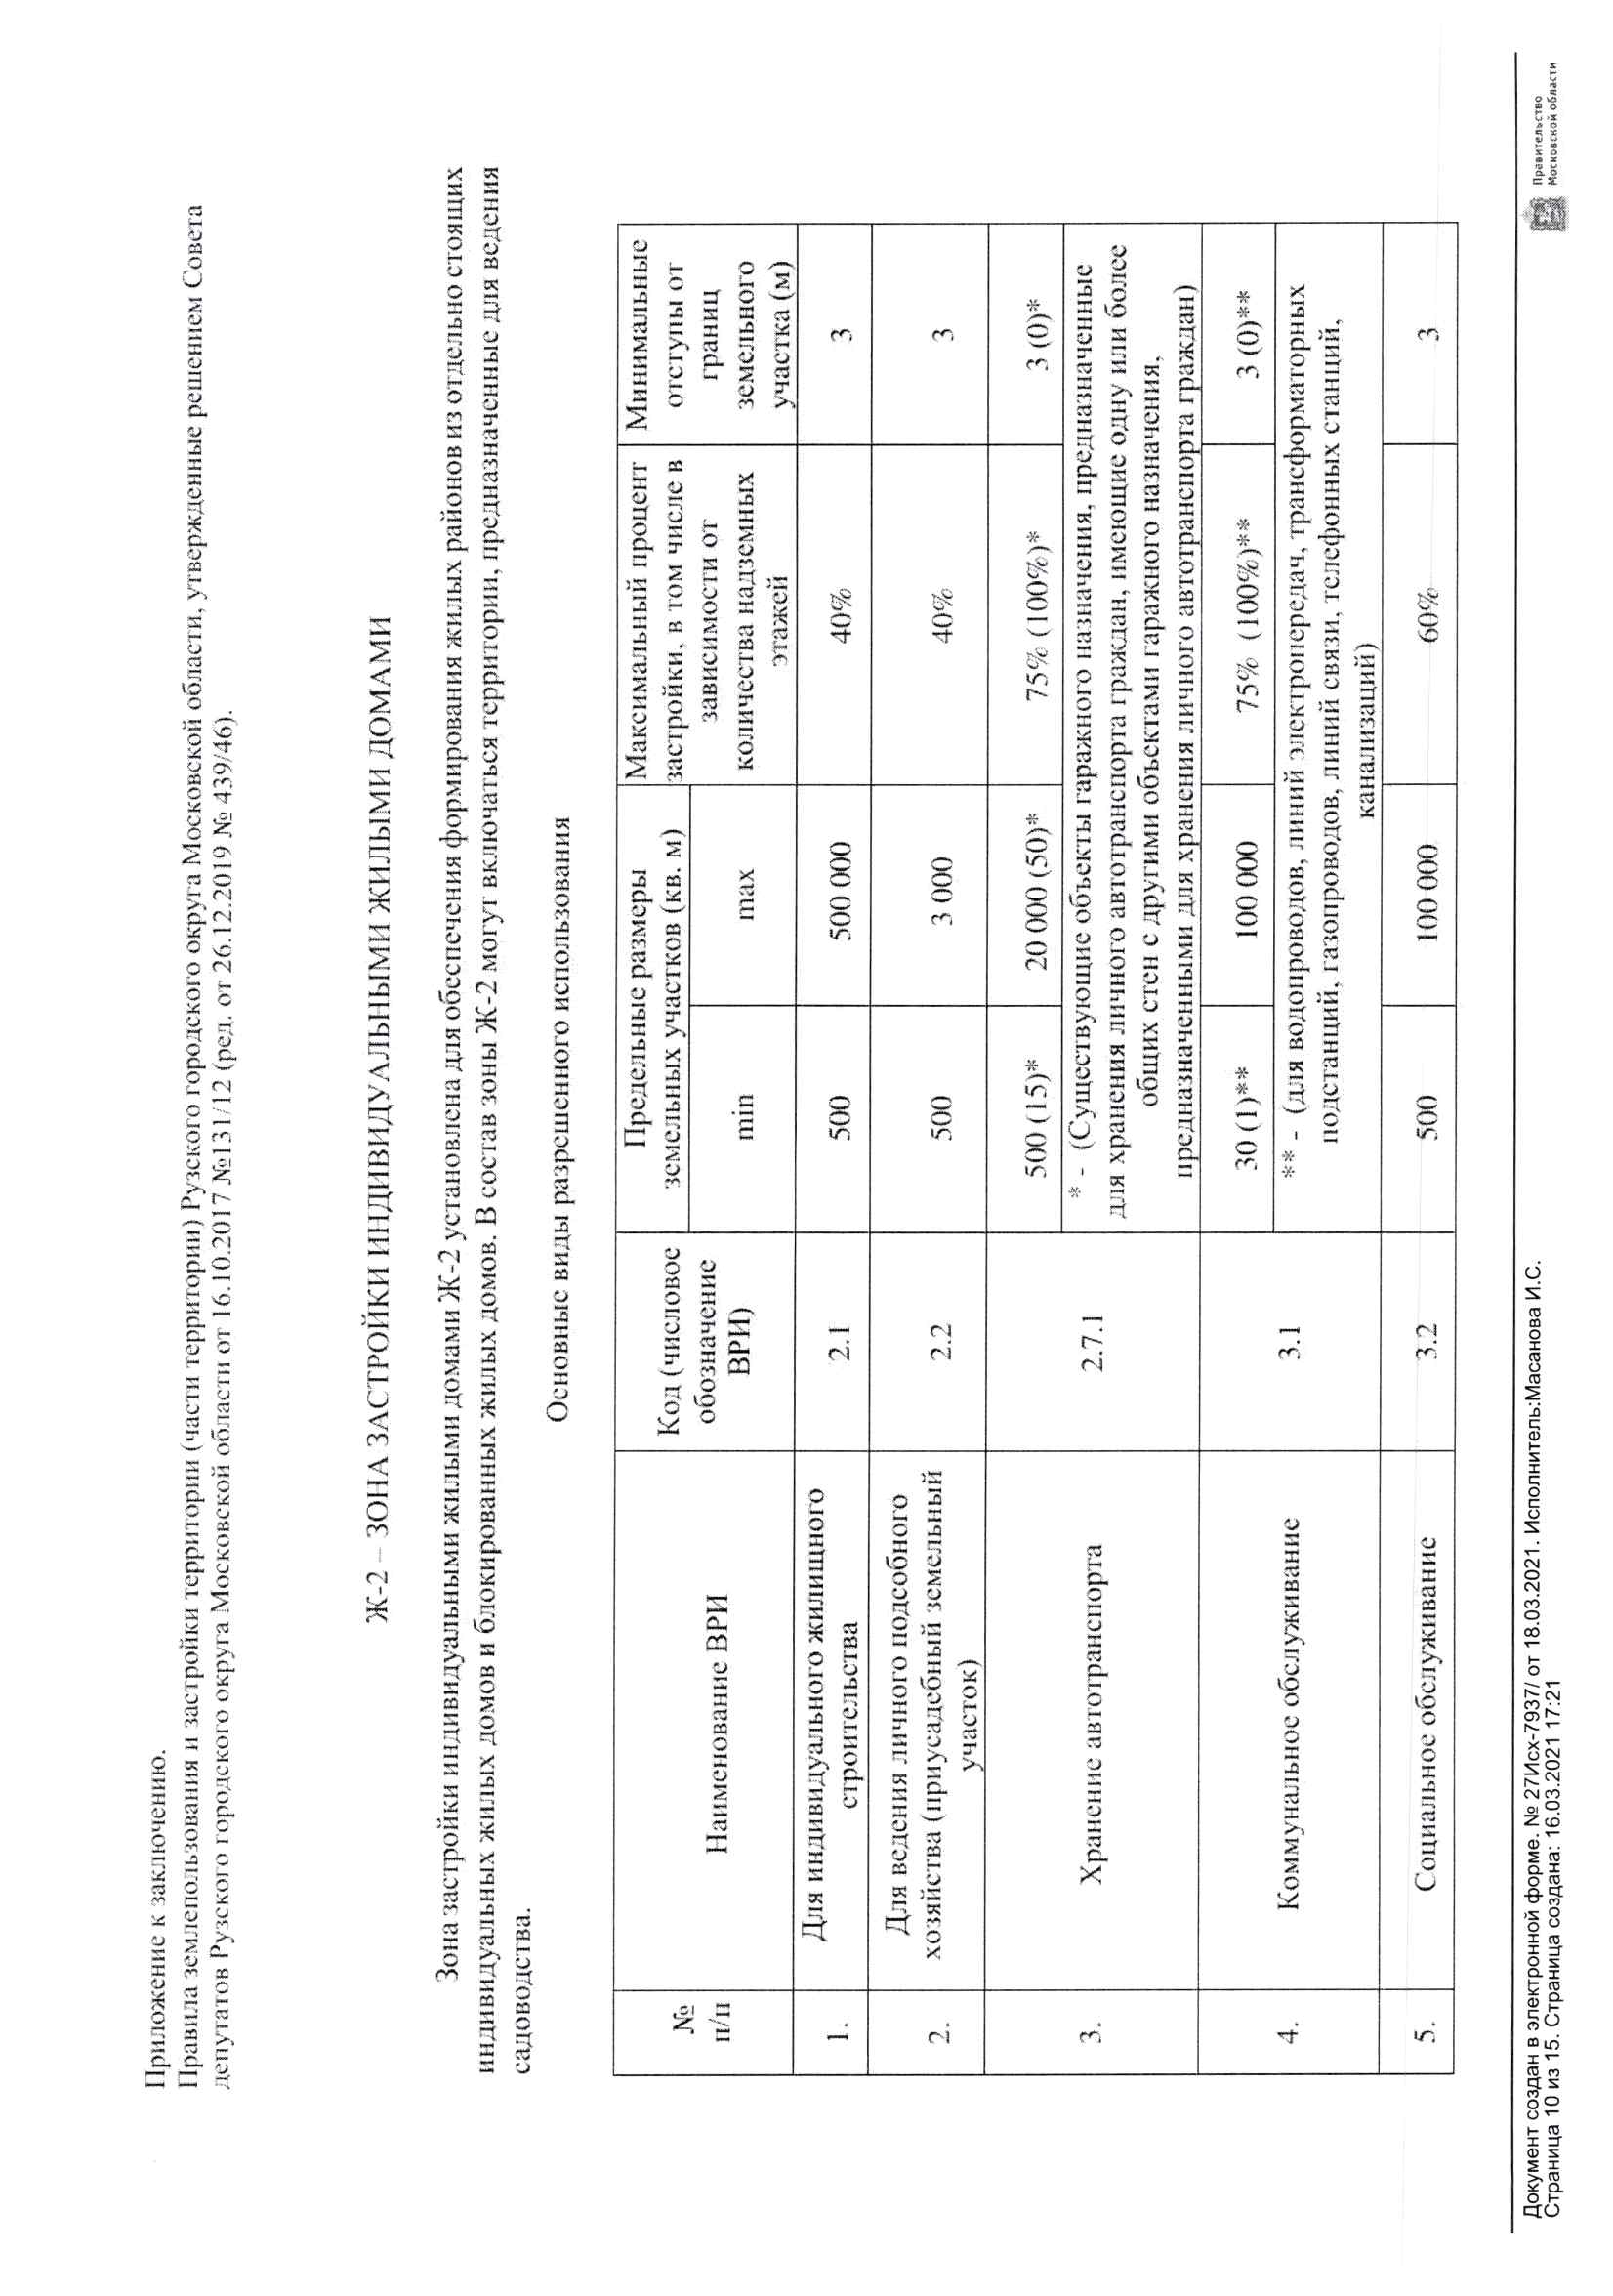 Приложение к заключению.
Правила землепользования и застройки территории (части территории) Рузского городского округа Московской области, утвержденные решением Совета
депутатов Рузского городского округа Московской области от 16.10.2017 №131/12 (ред. от 26.12.2019 № 439/46).
Ж-2 – ЗОНА ЗАСТРОЙКИ ИНДИВИДУАЛЬНЫМИ ЖИЛЫМИ ДОМАМИ
Зона застройки индивидуальными жилыми домами Ж-2 установлена для обеспечения формирования жилых районов из отдельно стоящих
индивидуальных жилых домов и блокированных жилых домов. В состав зоны Ж-2 могут включаться территории, предназначенные для ведения
садоводства.
Основные виды разрешенного использования
№
п/п
Наименование ВРИ
Код (числовое
обозначение
ВРИ)
Предельные размеры
земельных участков (кв. м)
min
max
Максимальный процент
застройки, в том числе в
зависимости от
количества надземных
этажей
Минимальные
отступы от
границ
земельного
участка (м)
1.
Для индивидуального жилищного
строительства
2.1
500
500 000
40%
3
2.
Для ведения личного подсобного
хозяйства (приусадебный земельный
участок)
2.2
500
3 000
40%
3
3.
Хранение автотранспорта
2.7.1
500 (15)*
20 000 (50)*
75% (100%)*
3 (0)*
* - (Существующие объекты гаражного назначения, предназначенные
для хранения личного автотранспорта граждан, имеющие одну или более
общих стен с другими объектами гаражного назначения,
предназначенными для хранения личного автотранспорта граждан)
4.
Коммунальное обслуживание
3.1
30 (1)**
100 000
75% (100%)**
3 (0)**
** - (для водопроводов, линий электропередач, трансформаторных
подстанций, газопроводов, линий связи, телефонных станций,
канализаций)
5.
Социальное обслуживание
3.2
500
100 000
60%
3
Документ создан в электронной форме. № 27Исх-7937/ от 18.03.2021. Исполнитель:Масанова И.С.
Страница 10 из 15. Страница создана: 16.03.2021 17:21
Правительство
Московской области